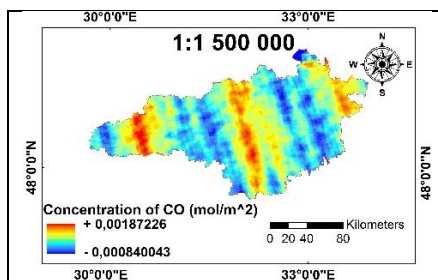 30°0'0"E 33°0'0"E
1:1 500 000
N
W E
S
48°0'0"N 48°0'0"N
Concentration of CO (mol/m^2)
+ 0,00187226
- 0,000840043
Kilometers
0 20 40 80
30°0'0"E 33°0'0"E